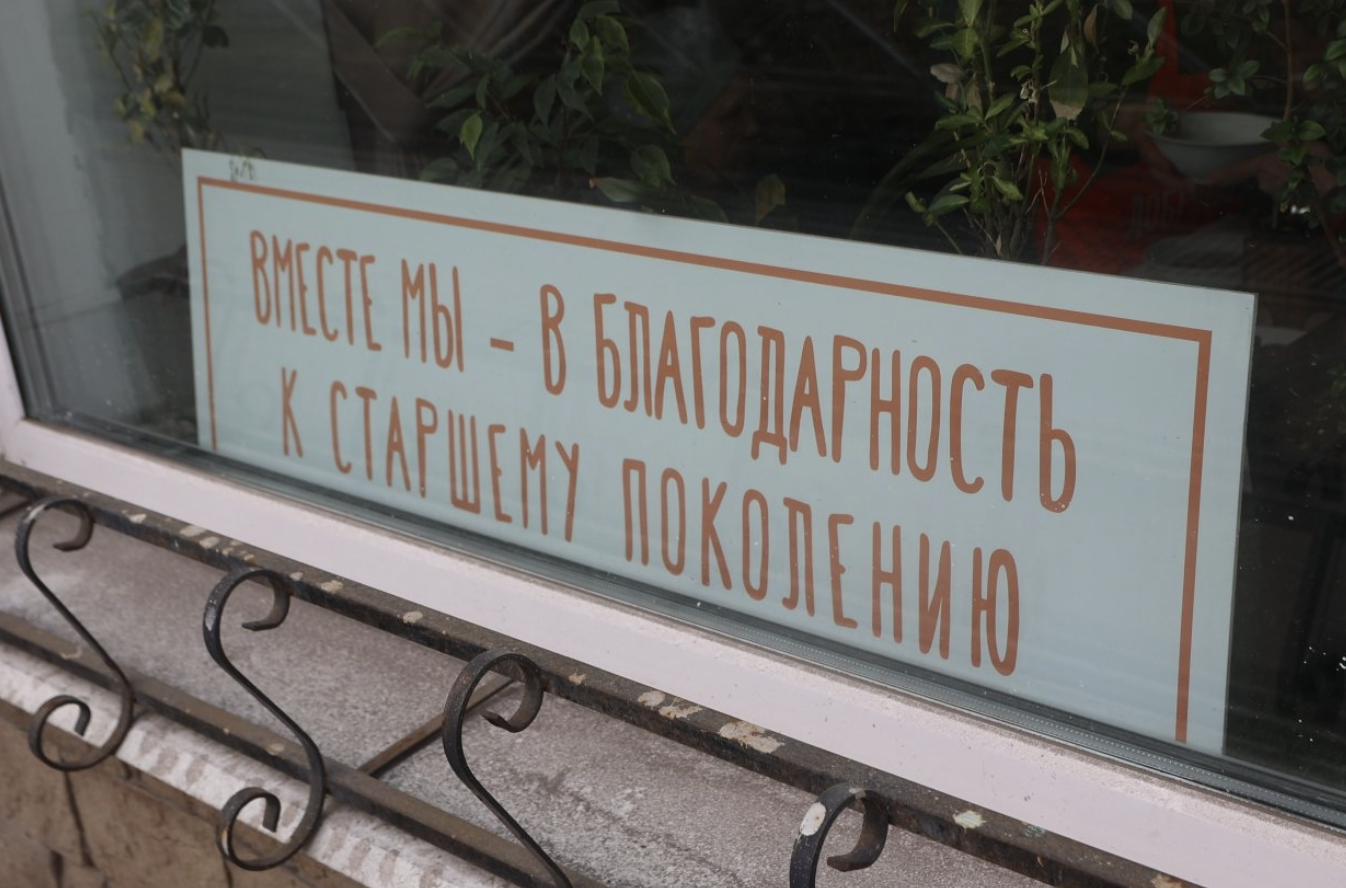 ВМЕСТЕ МЫ – В БЛАГОДАРНОСТЬ
К СТАРШЕМУ ПОКОЛЕНИЮ